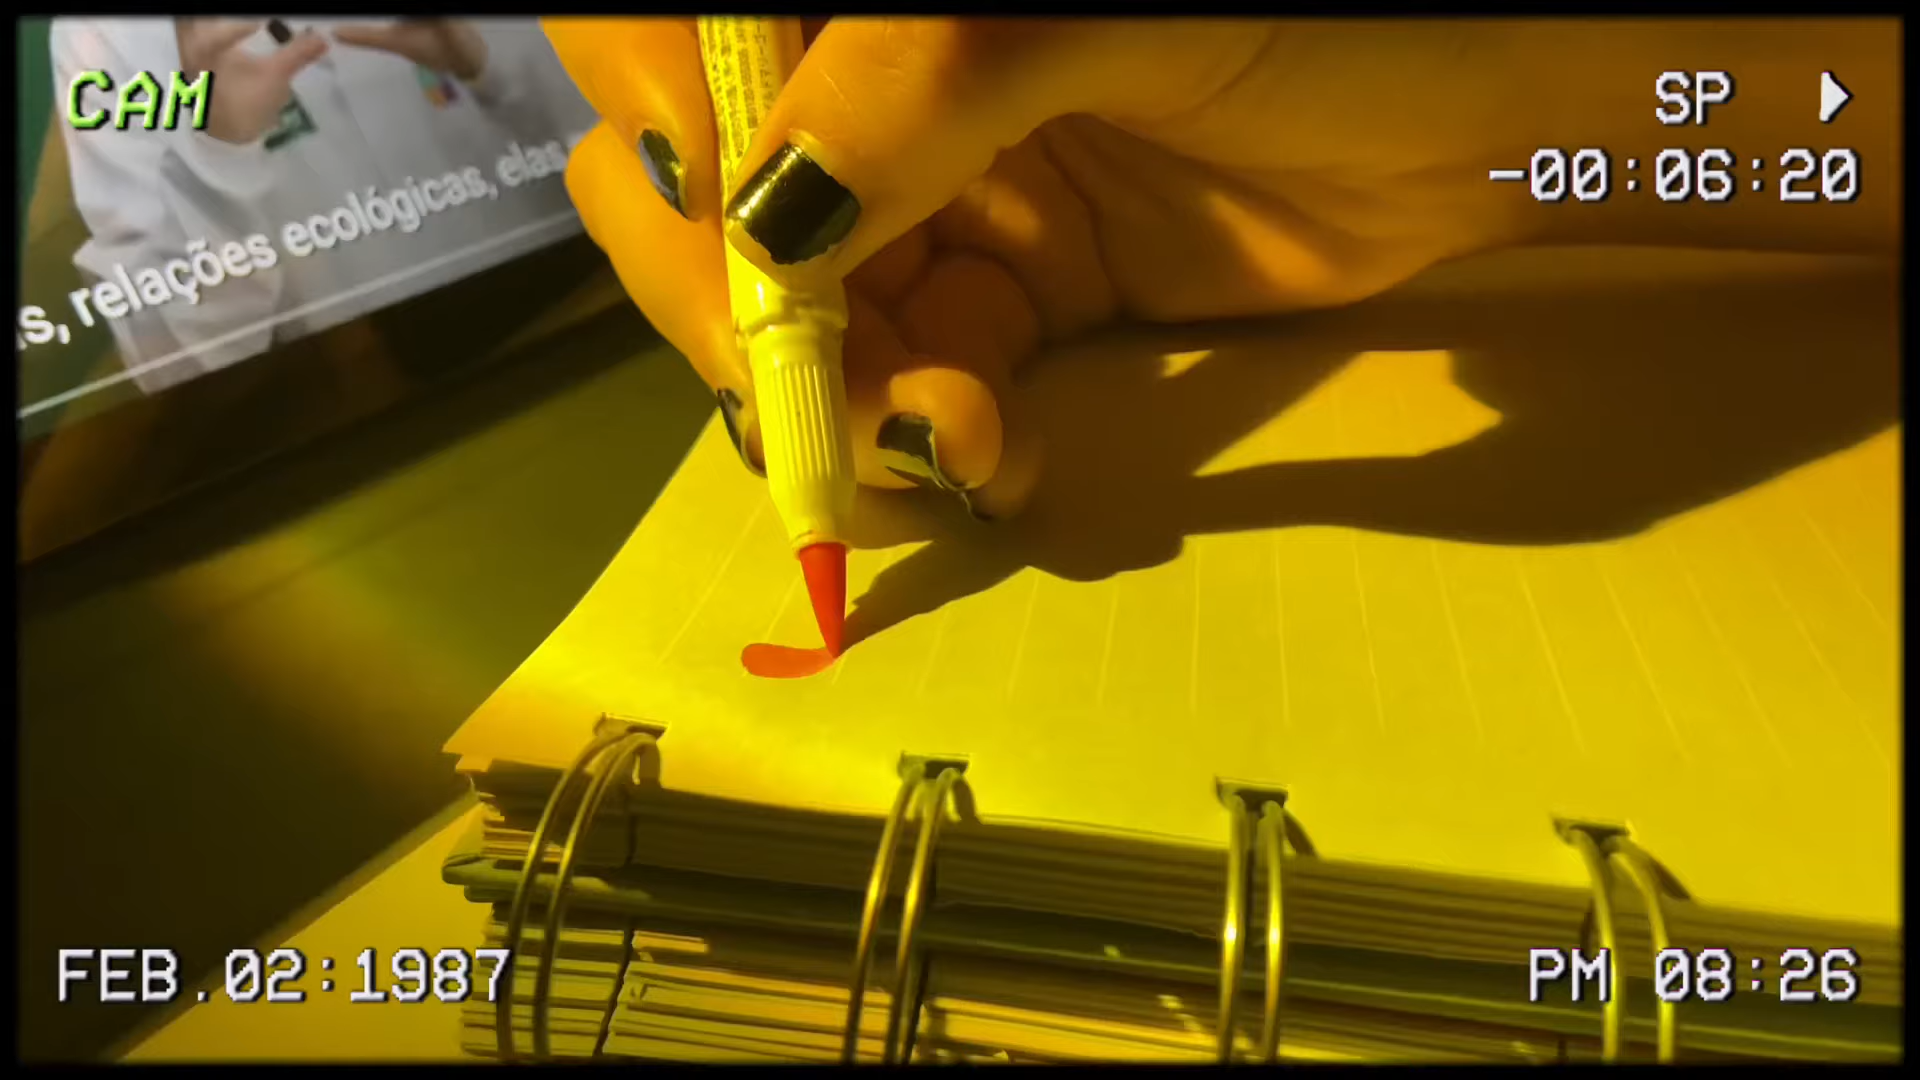 CAM
SP
-00:06:20
s, relações ecológicas, elas
FEB.02:1987
PM 08:26